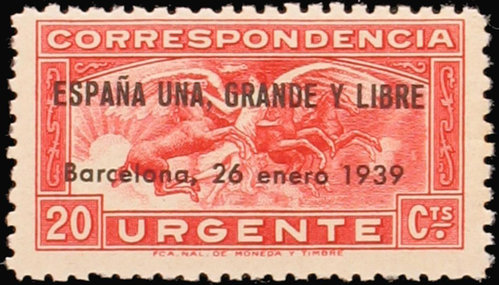 CORRESPONDENCIA
ESPAÑA UNA, GRANDE Y LIBRE
Barcelona, 26 enero 1939
20 URGENTE CTS.
FCA. NAL. DE MONEDA Y TIMBRE